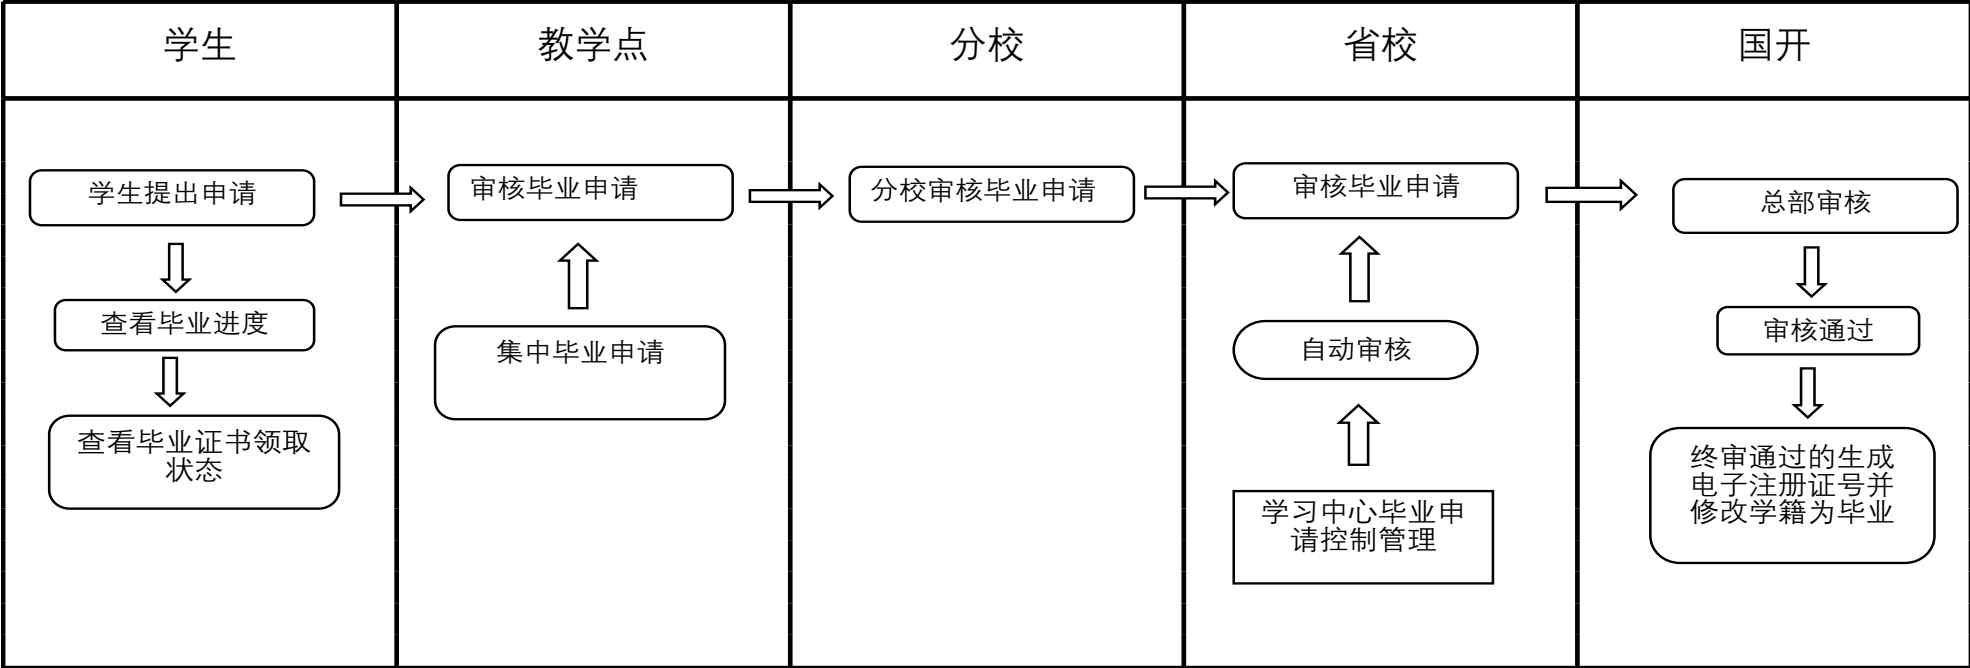 学生
教学点
分校
省校
国开
学生提出申请
查看毕业进度
查看毕业证书领取
状态
审核毕业申请
集中毕业申请
分校审核毕业申请
审核毕业申请
自动审核
学习中心毕业申
请控制管理
总部审核
审核通过
终审通过的生成
电子注册证号并
修改学籍为毕业